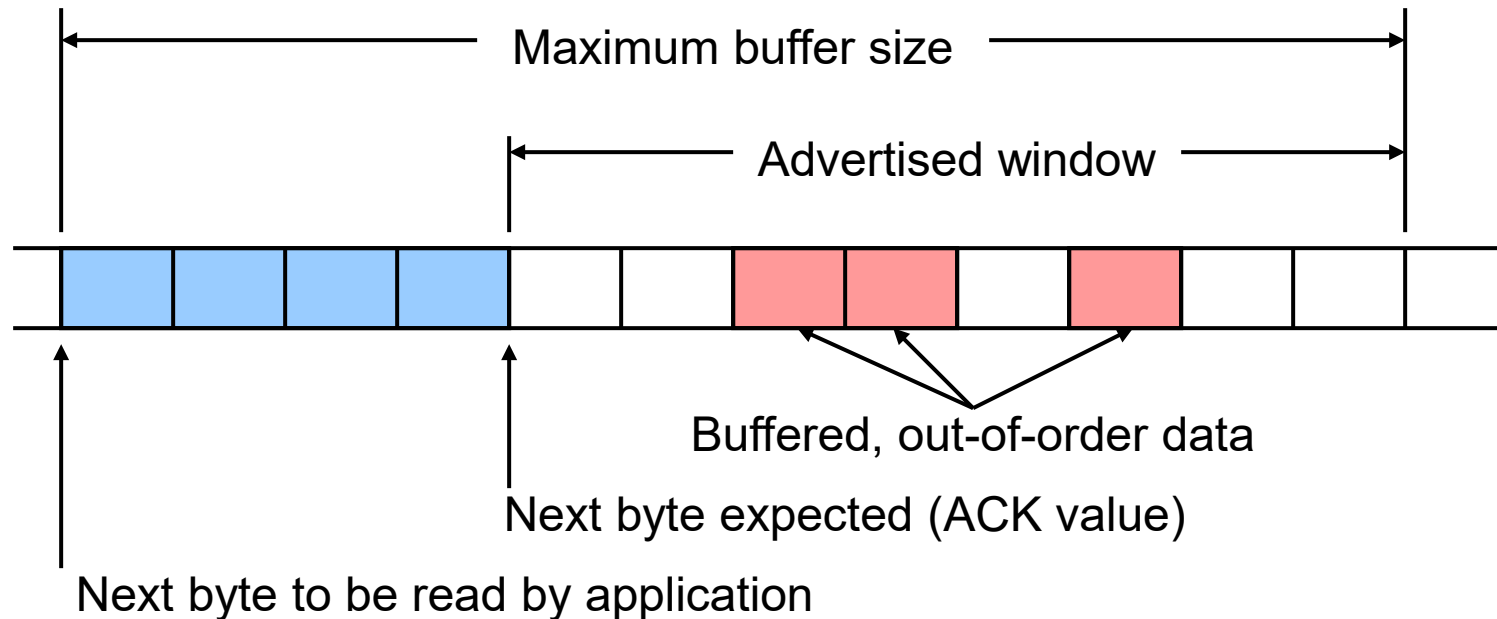 Maximum buffer size
Advertised window
Buffered, out-of-order data
Next byte expected (ACK value)
Next byte to be read by application